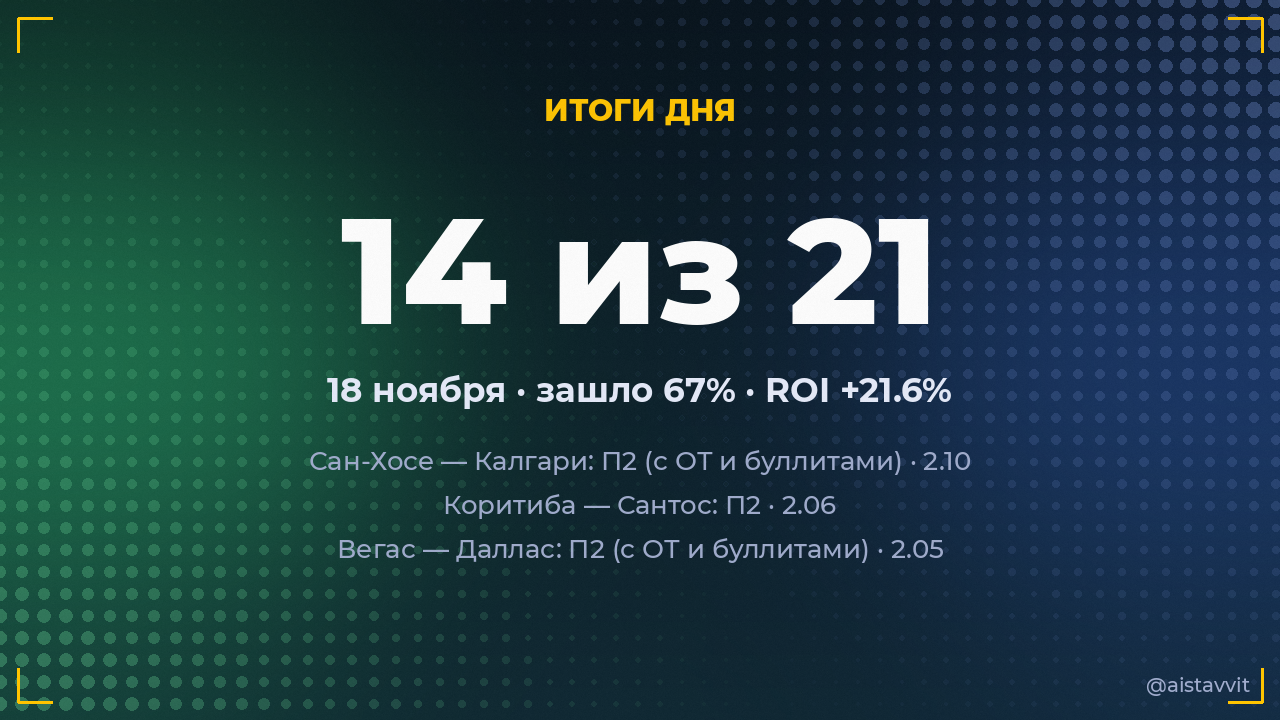 ИТОГИ ДНЯ
14 из 21
18 ноября · зашло 67% · ROI +21.6%
Сан-Хосе — Калгари: П2 (с ОТ и буллитами) · 2.10
Коритиба — Сантос: П2 · 2.06
Вегас — Даллас: П2 (с ОТ и буллитами) · 2.05
@aistavvit